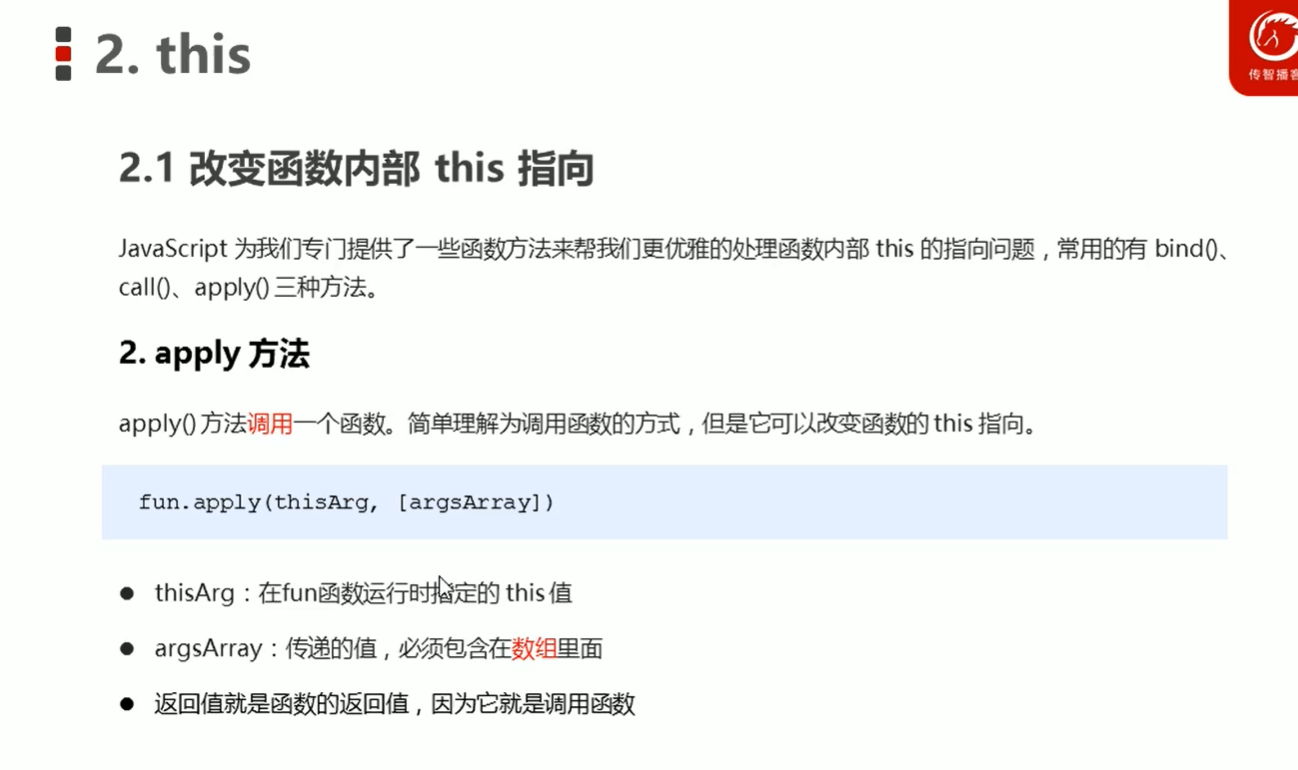 2. this
传智播客
2.1 改变函数内部 this 指向
JavaScript 为我们专门提供了一些函数方法来帮我们更优雅的处理函数内部 this 的指向问题，常用的有 bind()、
call()、apply() 三种方法。
2. apply 方法
apply() 方法调用一个函数。简单理解为调用函数的方式，但是它可以改变函数的 this 指向。
fun.apply(thisArg, [argsArray])
● thisArg：在fun函数运行时指定的 this 值
● argsArray：传递的值，必须包含在数组里面
● 返回值就是函数的返回值，因为它就是调用函数